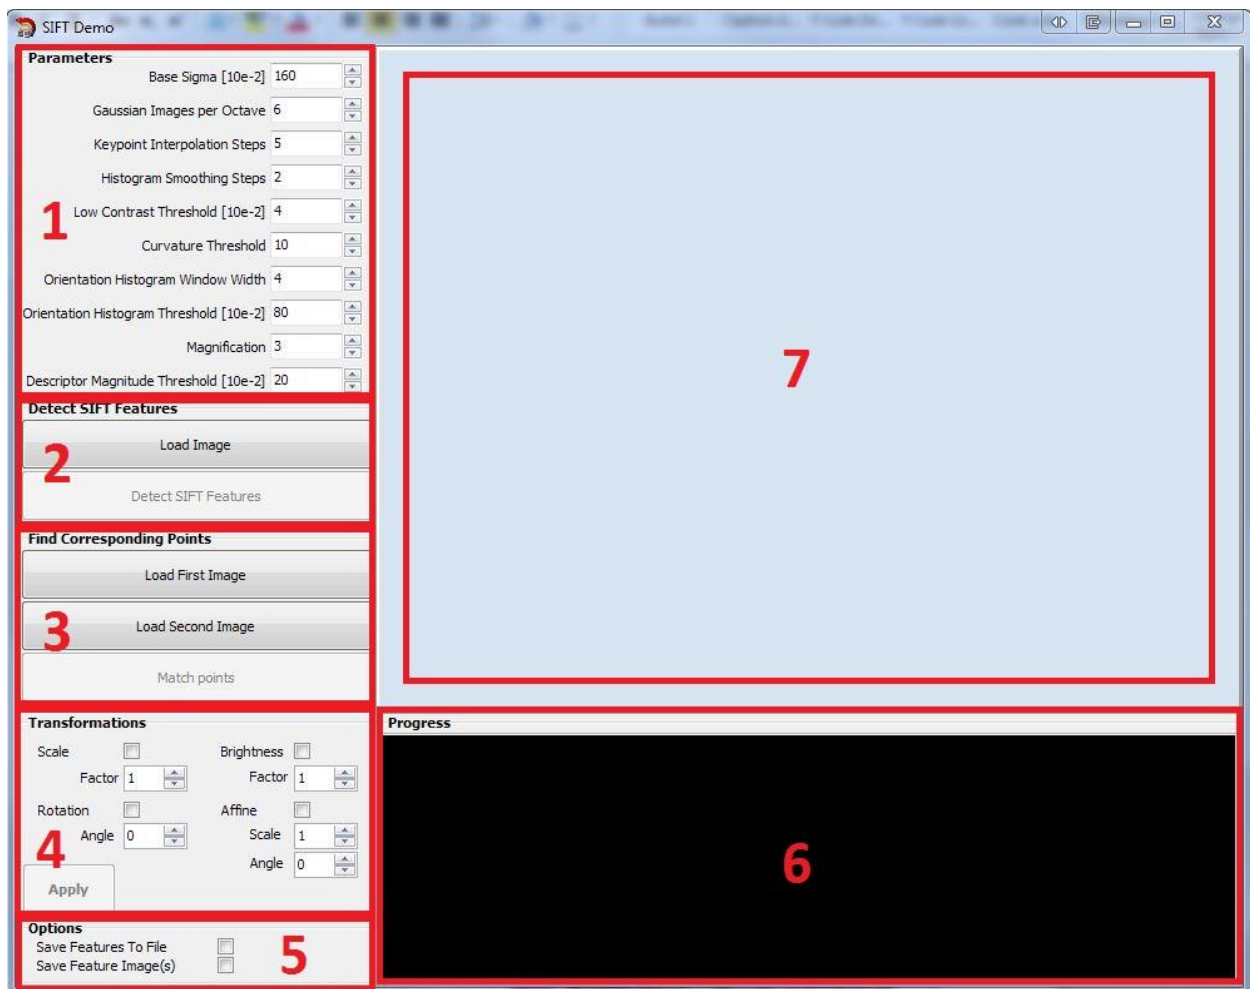 SIFT Demo
Parameters
Base Sigma [10e-2] 160
Gaussian Images per Octave 6
Keypoint Interpolation Steps 5
Histogram Smoothing Steps 2
1
Low Contrast Threshold [10e-2] 4
Curvature Threshold 10
Orientation Histogram Window Width 4
Orientation Histogram Threshold [10e-2] 80
Magnification 3
Descriptor Magnitude Threshold [10e-2] 20
Detect SIFT Features
Load Image
2
Detect SIFT Features
Find Corresponding Points
Load First Image
3
Load Second Image
Match points
Transformations
Scale Brightness
Factor 1 Factor 1
Rotation Affine
4
Angle 0 Scale 1
Angle 0
Apply
Options
Save Features To File
5
Save Feature Image(s)
7
Progress
6